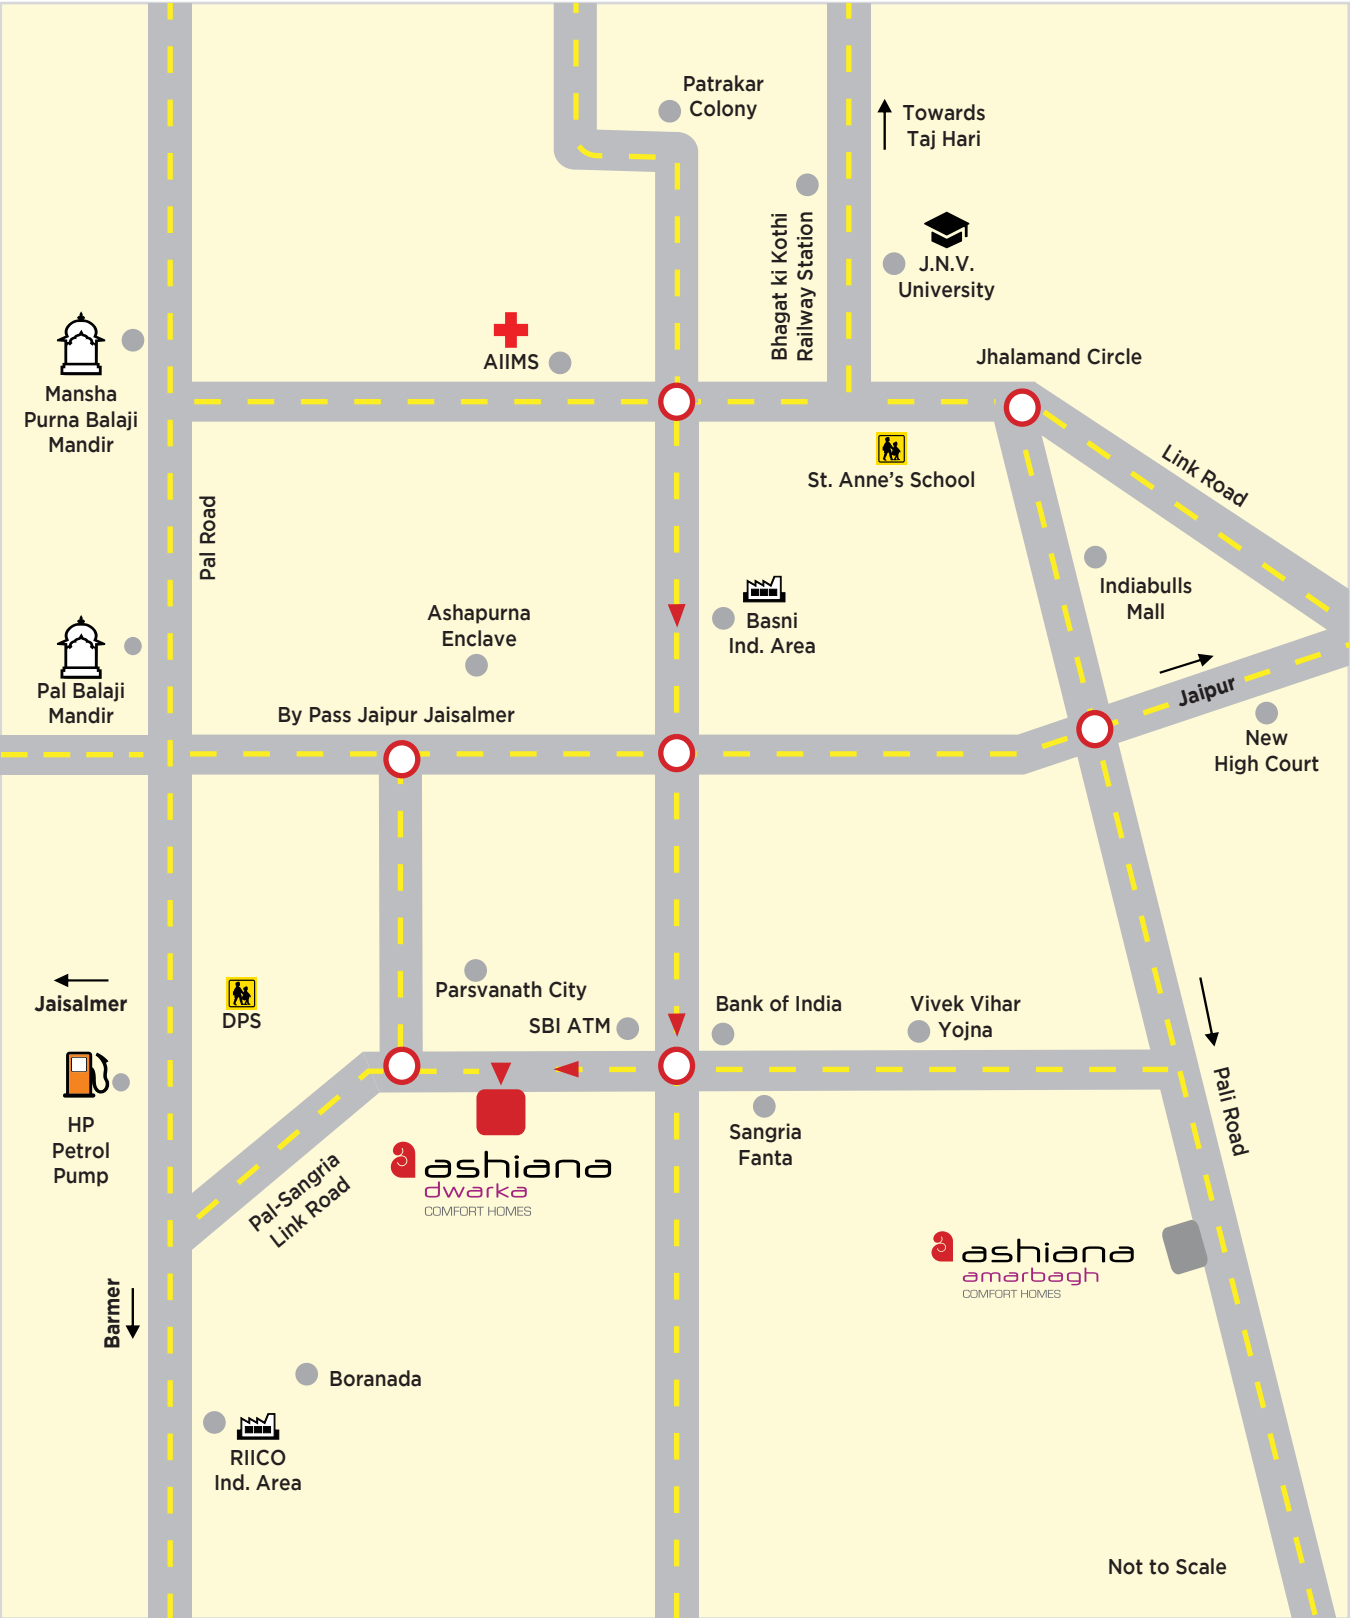 Patrakar
Colony
Towards
Taj Hari
Bhagat ki Kothi
Railway Station
J.N.V.
University
AIIMS
Jhalamand Circle
Mansha
Purna Balaji
Mandir
St. Anne's School
Link Road
Pal Road
Indiabulls
Mall
Ashapurna
Enclave
Basni
Ind. Area
Pal Balaji
Mandir
By Pass Jaipur Jaisalmer
Jaipur
New
High Court
Jaisalmer
DPS
Parsvanath City
SBI ATM
Bank of India
Vivek Vihar
Yojna
HP
Petrol
Pump
Pali Road
Sangria
Fanta
Pal-Sangria
Link Road
ashiana
dwarka
COMFORT HOMES
ashiana
amarbagh
COMFORT HOMES
Barmer
Boranada
RIICO
Ind. Area
Not to Scale